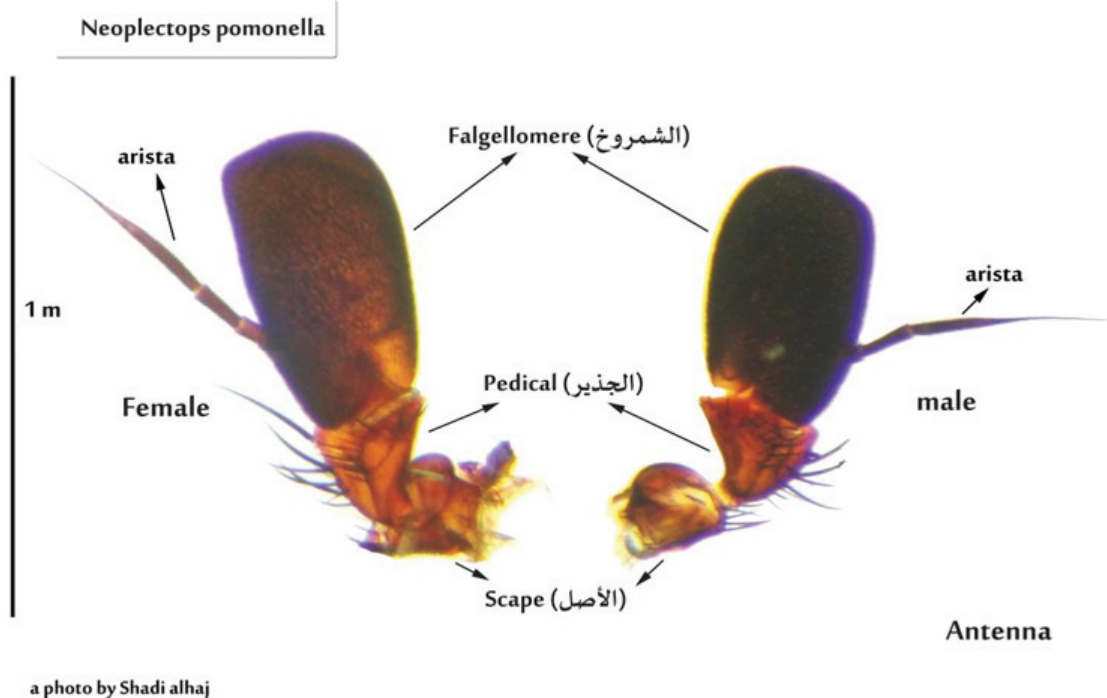 Neoplectops pomonella
Falgellomere (الشمروخ)
arista
arista
1 m
Pedical (الجذير)
Female
male
Scape (الأصل)
Antenna
a photo by Shadi alhaj